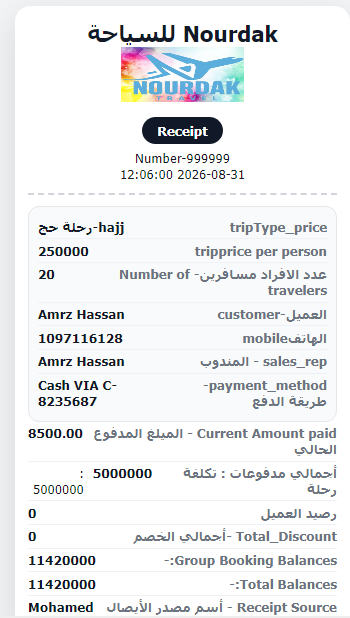 Nourdak للسياحة
NOURDAK
TRAVEL
Receipt
Number-999999
12:06:00 2026-08-31
tripType_price hajj-رحلة حج
tripprice per person 250000
عدد الافراد مسافرين- Number of travelers 20
العميل-customer Amrz Hassan
الهاتفmobile 1097116128
sales_rep - المندوب Amrz Hassan
payment_method- طريقة الدفع Cash VIA C-8235687
Current Amount paid - المبلغ المدفوع الحالي 8500.00
أجمالي مدفوعات : تكلفة رحلة 5000000 : 5000000
رصيد العميل 0
Total_Discount -أجمالي الخصم 0
Group Booking Balances:- 11420000
Total Balances:- 11420000
Receipt Source - أسم مصدر الأيصال Mohamed